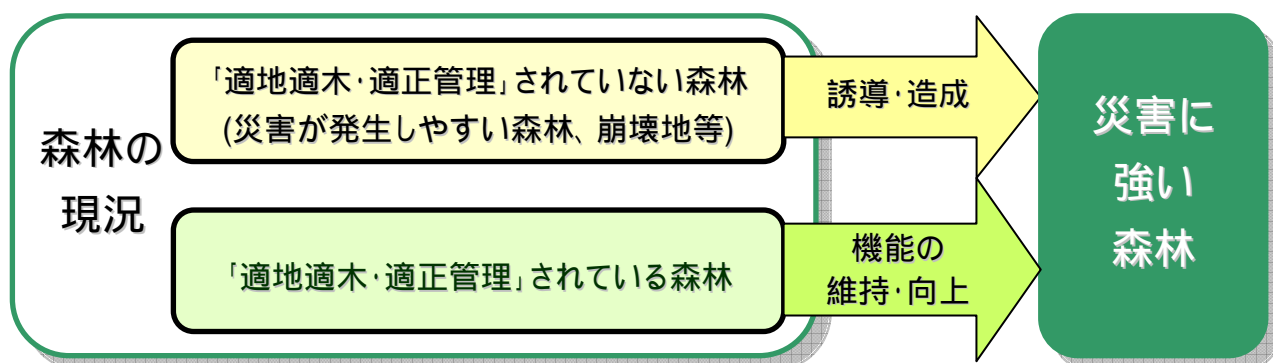 森林の
現況
「適地適木・適正管理」されていない森林
(災害が発生しやすい森林、崩壊地等)
誘導・造成
「適地適木・適正管理」されている森林
機能の
維持・向上
災害に
強い
森林